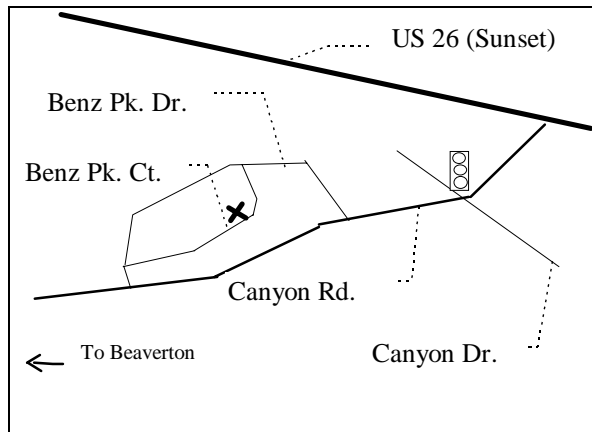 US 26 (Sunset)
Benz Pk. Dr.
Benz Pk. Ct.
Canyon Rd.
To Beaverton
Canyon Dr.